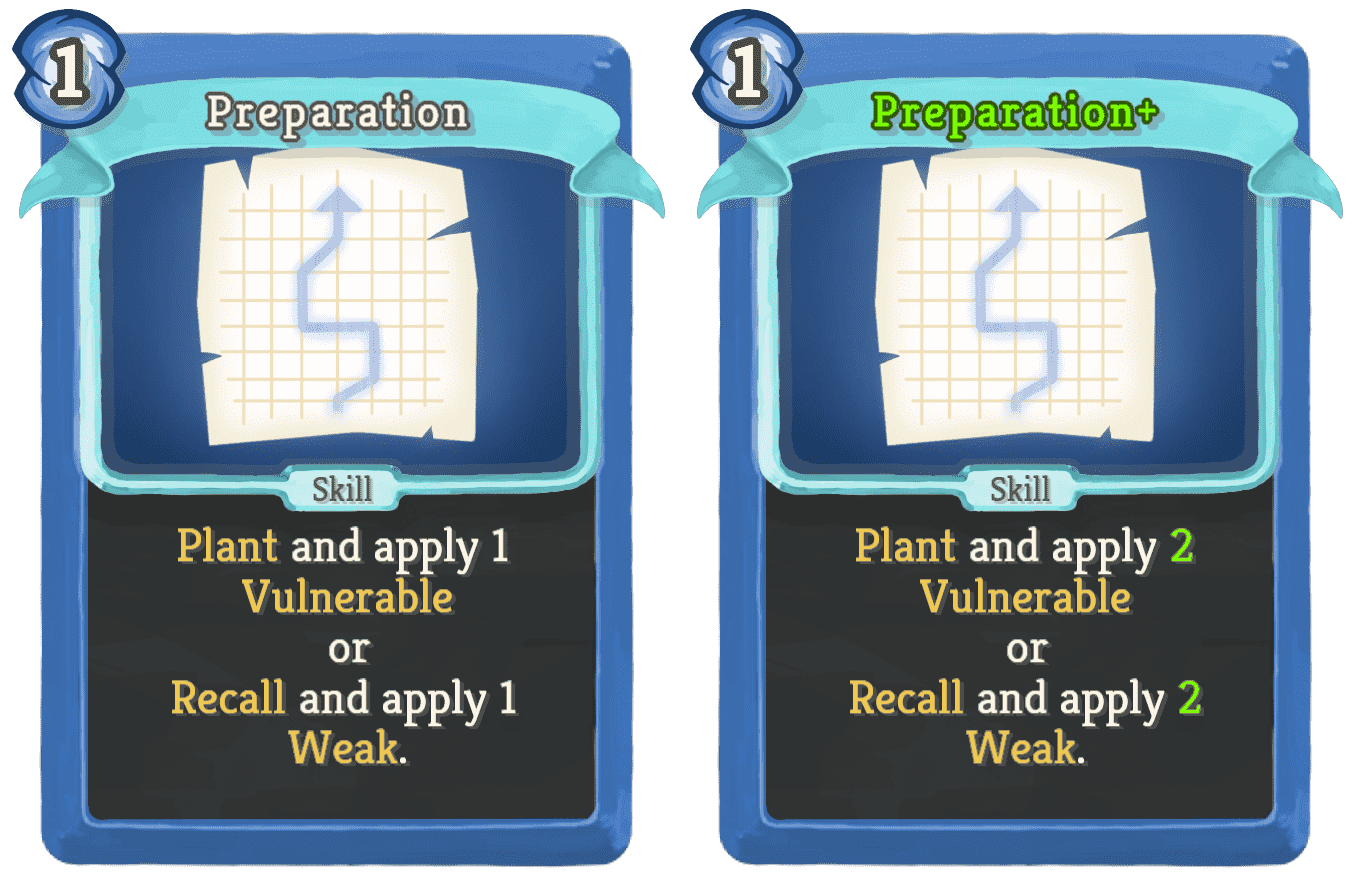 1
Preparation
Skill
Plant and apply 1
Vulnerable
or
Recall and apply 1
Weak.
1
Preparation+
Skill
Plant and apply 2
Vulnerable
or
Recall and apply 2
Weak.